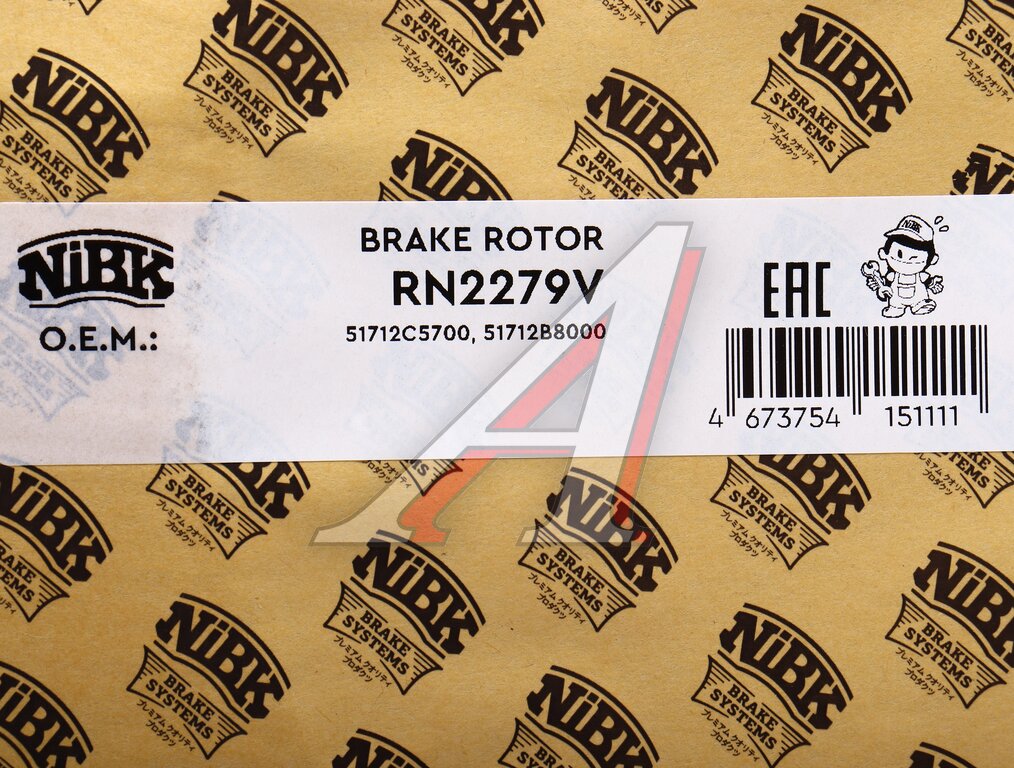 NiBK
BRAKE
SYSTEMS
プレミアム クオリティ
プロダクツ
NiBK
O.E.M.:
BRAKE ROTOR
RN2279V
51712C5700, 51712B8000
EAC
NiBK
4 673754 151111